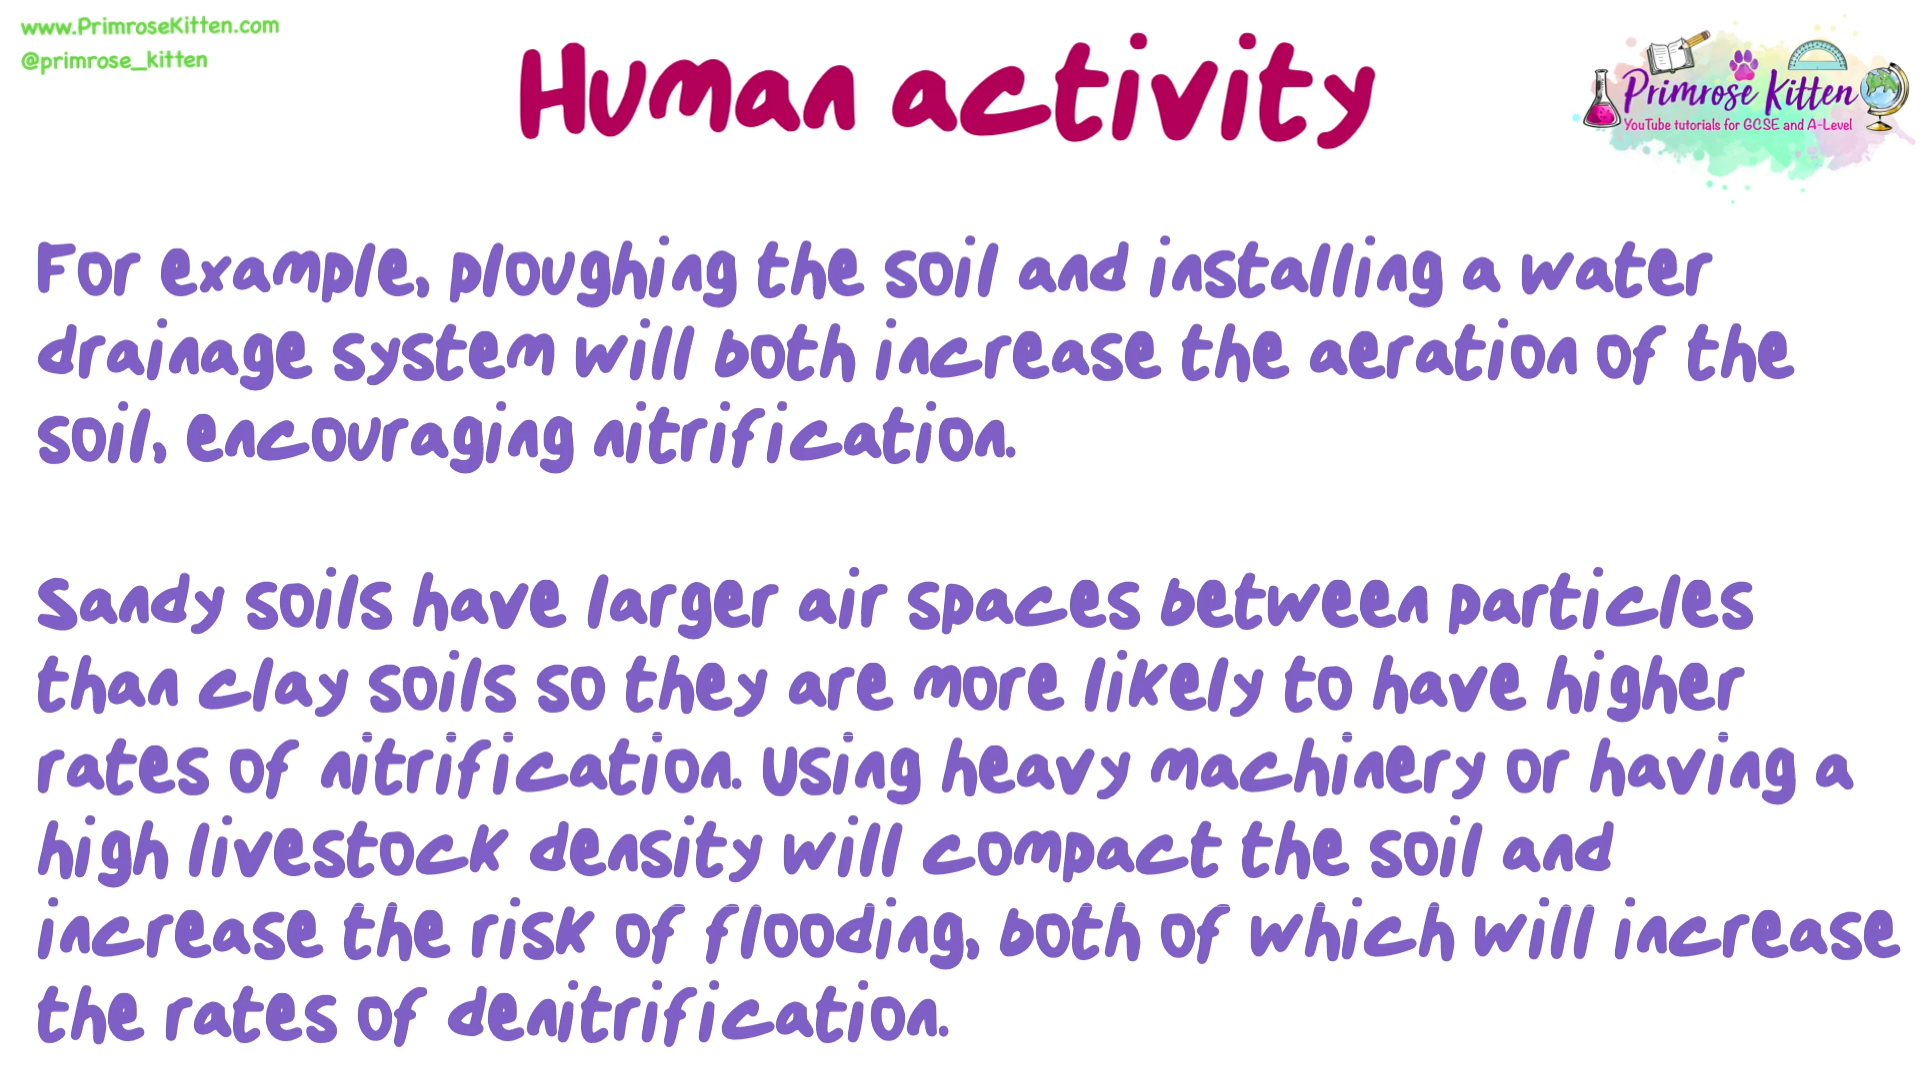 www.PrimroseKitten.com
@primrose_kitten
Human activity
Primrose Kitten
YouTube tutorials for GCSE and A-Level
For example, ploughing the soil and installing a water
drainage system will both increase the aeration of the
soil, encouraging nitrification.
Sandy soils have larger air spaces between particles
than clay soils so they are more likely to have higher
rates of nitrification. Using heavy machinery or having a
high livestock density will compact the soil and
increase the risk of flooding, both of which will increase
the rates of denitrification.